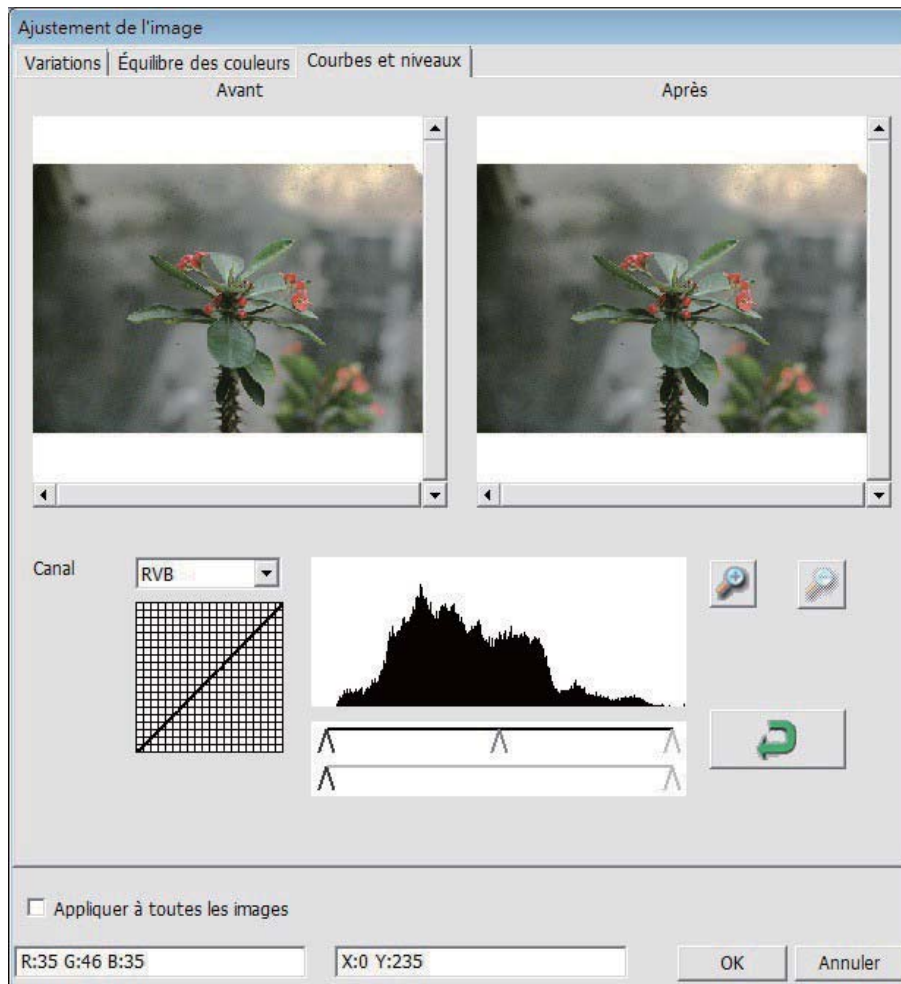 Ajustement de l'image
Variations Équilibre des couleurs Courbes et niveaux
Avant Après
Canal RVB
Appliquer à toutes les images
R:35 G:46 B:35 X:0 Y:235 OK Annuler